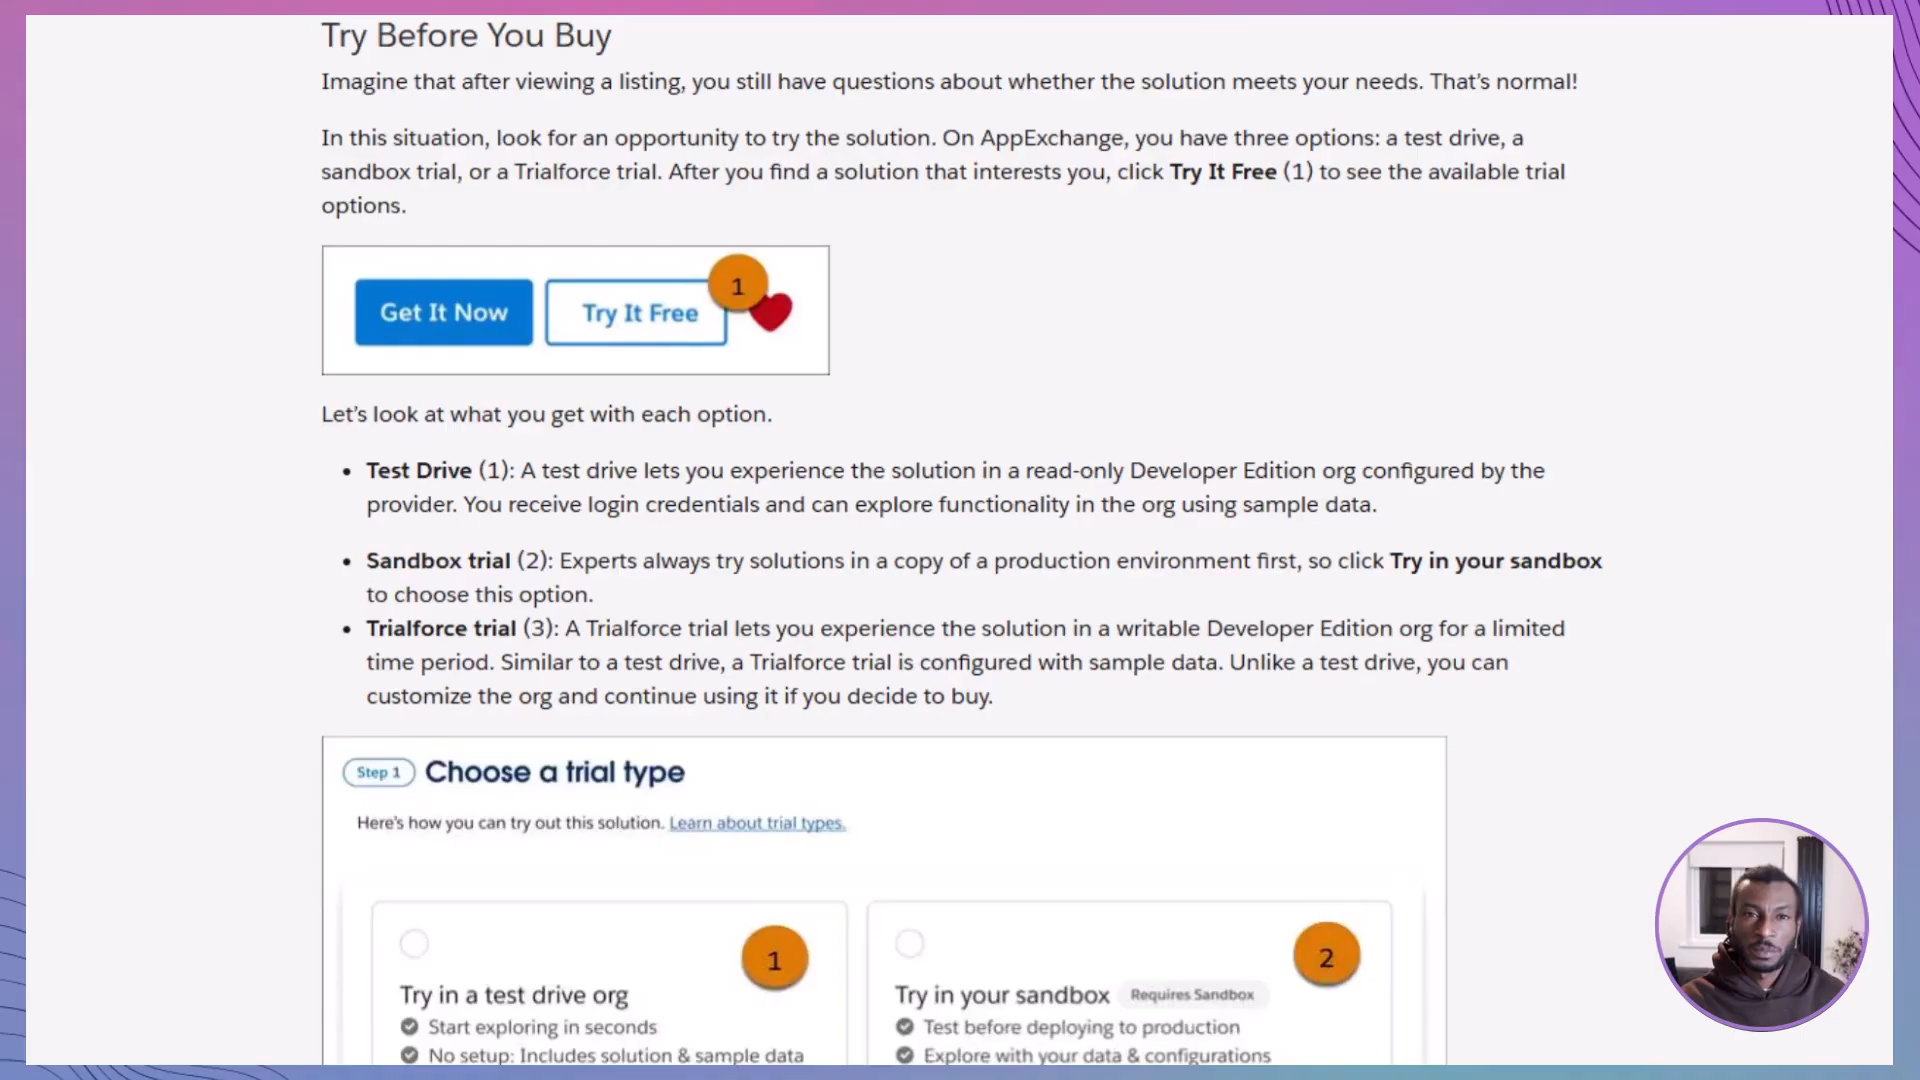 Try Before You Buy
Imagine that after viewing a listing, you still have questions about whether the solution meets your needs. That's normal!
In this situation, look for an opportunity to try the solution. On AppExchange, you have three options: a test drive, a
sandbox trial, or a Trialforce trial. After you find a solution that interests you, click Try It Free (1) to see the available trial
options.
Get It Now
Try It Free
1
Let's look at what you get with each option.
• Test Drive (1): A test drive lets you experience the solution in a read-only Developer Edition org configured by the
provider. You receive login credentials and can explore functionality in the org using sample data.
• Sandbox trial (2): Experts always try solutions in a copy of a production environment first, so click Try in your sandbox
to choose this option.
• Trialforce trial (3): A Trialforce trial lets you experience the solution in a writable Developer Edition org for a limited
time period. Similar to a test drive, a Trialforce trial is configured with sample data. Unlike a test drive, you can
customize the org and continue using it if you decide to buy.
Step 1 Choose a trial type
Here's how you can try out this solution. Learn about trial types.
1
Try in a test drive org
Start exploring in seconds
No setup: Includes solution & sample data
2
Try in your sandbox Requires Sandbox
Test before deploying to production
Explore with your data & configurations